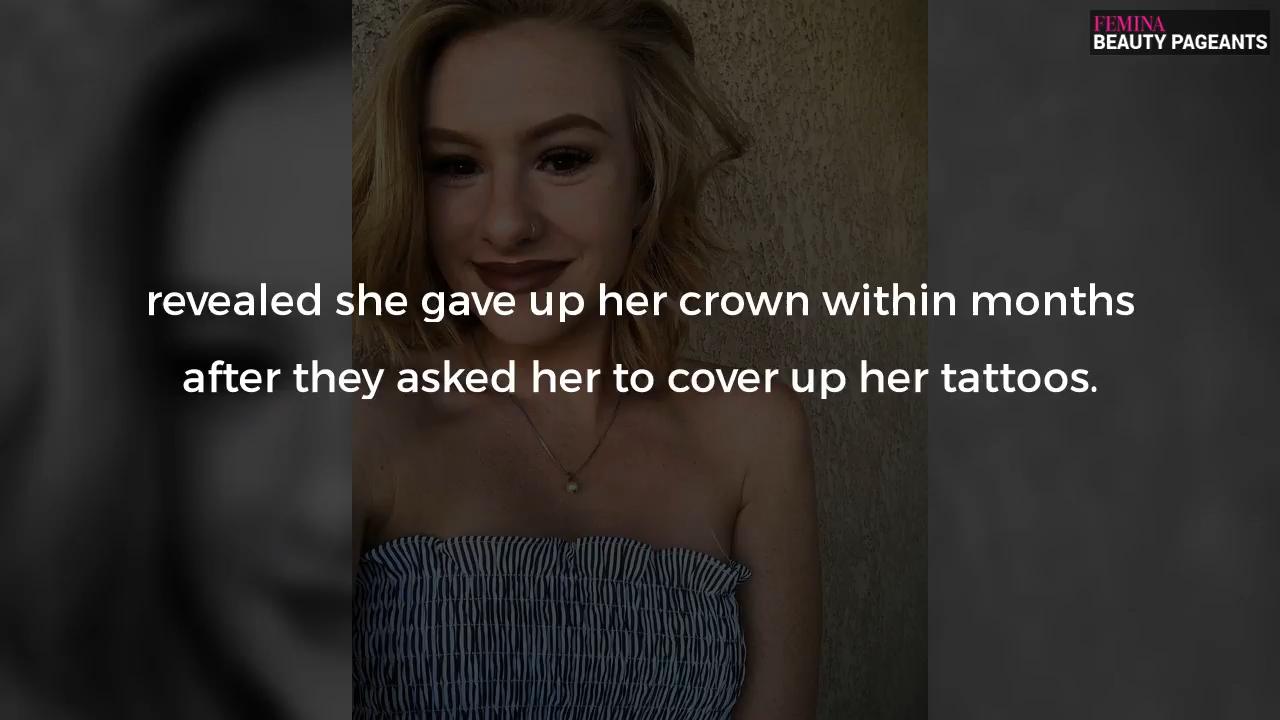 FEMINA
BEAUTY PAGEANTS
revealed she gave up her crown within months
after they asked her to cover up her tattoos.